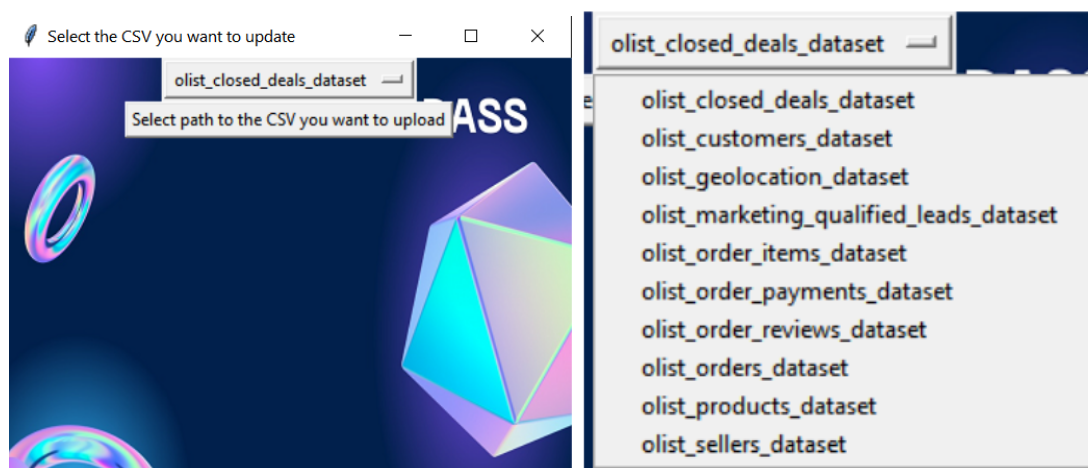 Select the CSV you want to update
olist_closed_deals_dataset
Select path to the CSV you want to upload
olist_closed_deals_dataset
olist_closed_deals_dataset
olist_customers_dataset
olist_geolocation_dataset
olist_marketing_qualified_leads_dataset
olist_order_items_dataset
olist_order_payments_dataset
olist_order_reviews_dataset
olist_orders_dataset
olist_products_dataset
olist_sellers_dataset